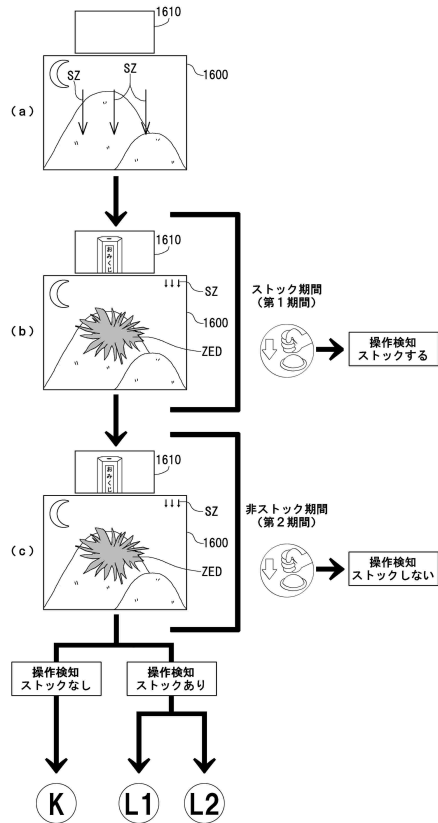 1610
SZ
SZ
1600
(a)
1610
おみくじ
SZ
1600
(b)
ZED
ストック期間
(第1期間)
操作検知
ストックする
1610
おみくじ
SZ
1600
(c)
ZED
非ストック期間
(第2期間)
操作検知
ストックしない
操作検知
ストックなし
操作検知
ストックあり
K
L1
L2